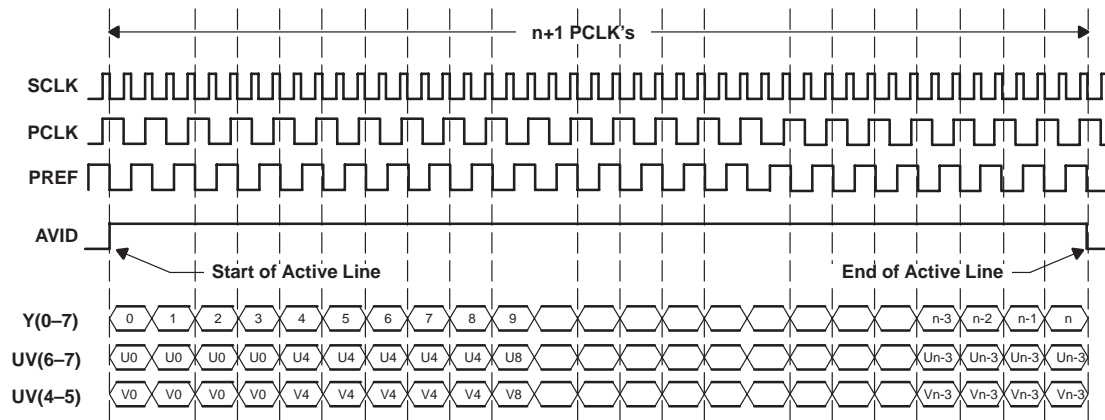 n+1 PCLK's
SCLK
PCLK
PREF
AVID
Start of Active Line End of Active Line
Y(0–7) 0 1 2 3 4 5 6 7 8 9 n-3 n-2 n-1 n
UV(6–7) U0 U0 U0 U0 U4 U4 U4 U4 U4 U8 Un-3 Un-3 Un-3 Un-3
UV(4–5) V0 V0 V0 V0 V4 V4 V4 V4 V4 V8 Vn-3 Vn-3 Vn-3 Vn-3